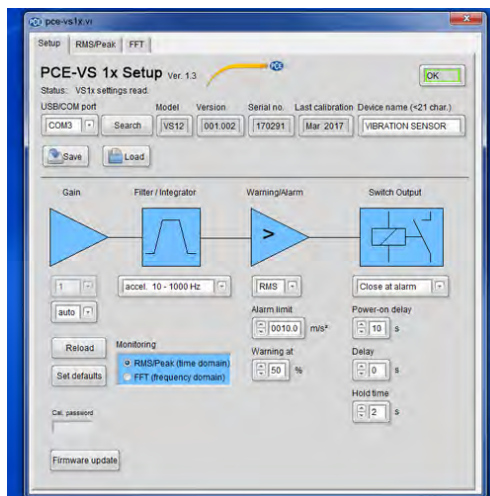 pce-vs1x.vi
Setup RMS/Peak FFT
PCE-VS 1x Setup Ver. 1.3
PCE
OK
Status: VS1x settings read.
USB/COM port Model Version Serial no. Last calibration Device name (<21 char.)
COM3 Search VS12 001.002 170291 Mar 2017 VIBRATION SENSOR
Save Load
Gain Filter / Integrator Warning/Alarm Switch Output
>
1 accel. 10 - 1000 Hz RMS Close at alarm
auto
Alarm limit Power-on delay
0010.0 m/s² 10 s
Reload Monitoring
RMS/Peak (time domain)
FFT (frequency domain)
Set defaults
Warning at Delay
50 % 0 s
Hold time
2 s
Cal. password
Firmware update